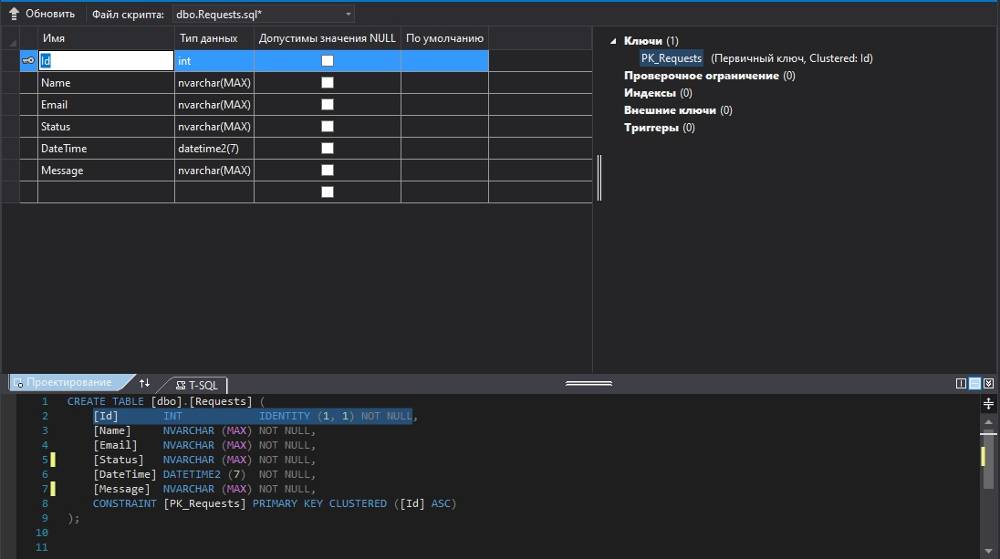 Обновить Файл скрипта: dbo.Requests.sql*
Имя Тип данных Допустимы значения NULL По умолчанию
Id int
Name nvarchar(MAX)
Email nvarchar(MAX)
Status nvarchar(MAX)
DateTime datetime2(7)
Message nvarchar(MAX)
Ключи (1)
PK_Requests (Первичный ключ, Clustered: Id)
Проверочное ограничение (0)
Индексы (0)
Внешние ключи (0)
Триггеры (0)
Проектирование T-SQL
1 CREATE TABLE [dbo].[Requests] (
2 [Id] INT IDENTITY (1, 1) NOT NULL,
3 [Name] NVARCHAR (MAX) NOT NULL,
4 [Email] NVARCHAR (MAX) NOT NULL,
5 [Status] NVARCHAR (MAX) NOT NULL,
6 [DateTime] DATETIME2 (7) NOT NULL,
7 [Message] NVARCHAR (MAX) NOT NULL,
8 CONSTRAINT [PK_Requests] PRIMARY KEY CLUSTERED ([Id] ASC)
9 );
10
11